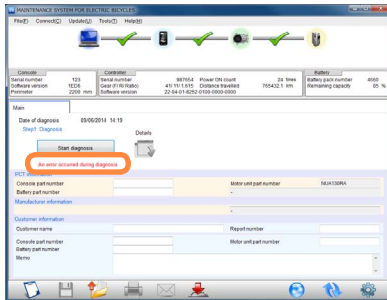 MAINTENANCE SYSTEM FOR ELECTRIC BICYCLES
File(F) Connect(C) Update(U) Tools(T) Help(H)
Console
Serial number 123
Software version 1ED6
Perimeter 2200 mm
Controller
Serial number 987654 Power ON count 24 times
Gear (F/ R/ Ratio) 41/ 11/ 1.615 Distance travelled 765432.1 km
Software version 22-04-01-8252-0100-0800-0000
Battery
Battery pack number 4660
Remaining capacity 85 %
Main
Date of diagnosis 03/06/2014 14:19
Step1: Diagnosis
Details
Start diagnosis
An error occurred during diagnosis
PCT information
Console part number
Motor unit part number NUA130RA
Battery part number
-
Manufacturer information
-
Customer information
Customer name
Report number
Console part number
Motor unit part number
Battery part number
Memo